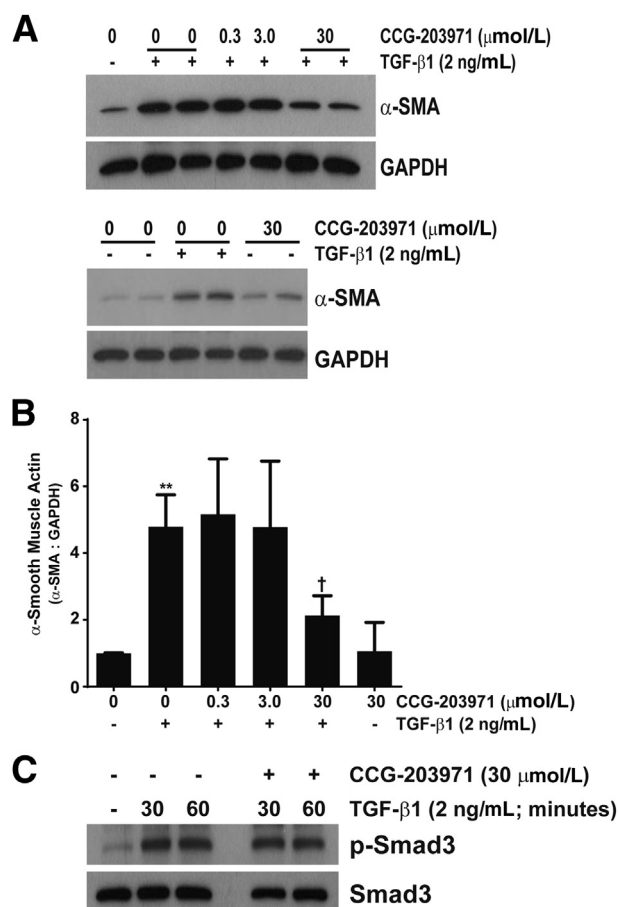 A
0 0 0 0.3 3.0 30 CCG-203971 (μmol/L)
- + + + + + + TGF-β1 (2 ng/mL)
α-SMA
GAPDH
0 0 0 0 30 CCG-203971 (μmol/L)
- - + + - - TGF-β1 (2 ng/mL)
α-SMA
GAPDH
B
α-Smooth Muscle Actin
(α-SMA : GAPDH)
8
6
4
2
0
**
†
0 0 0.3 3.0 30 30 CCG-203971 (μmol/L)
- + + + + - TGF-β1 (2 ng/mL)
C
- - - + + CCG-203971 (30 μmol/L)
- 30 60 30 60 TGF-β1 (2 ng/mL; minutes)
p-Smad3
Smad3